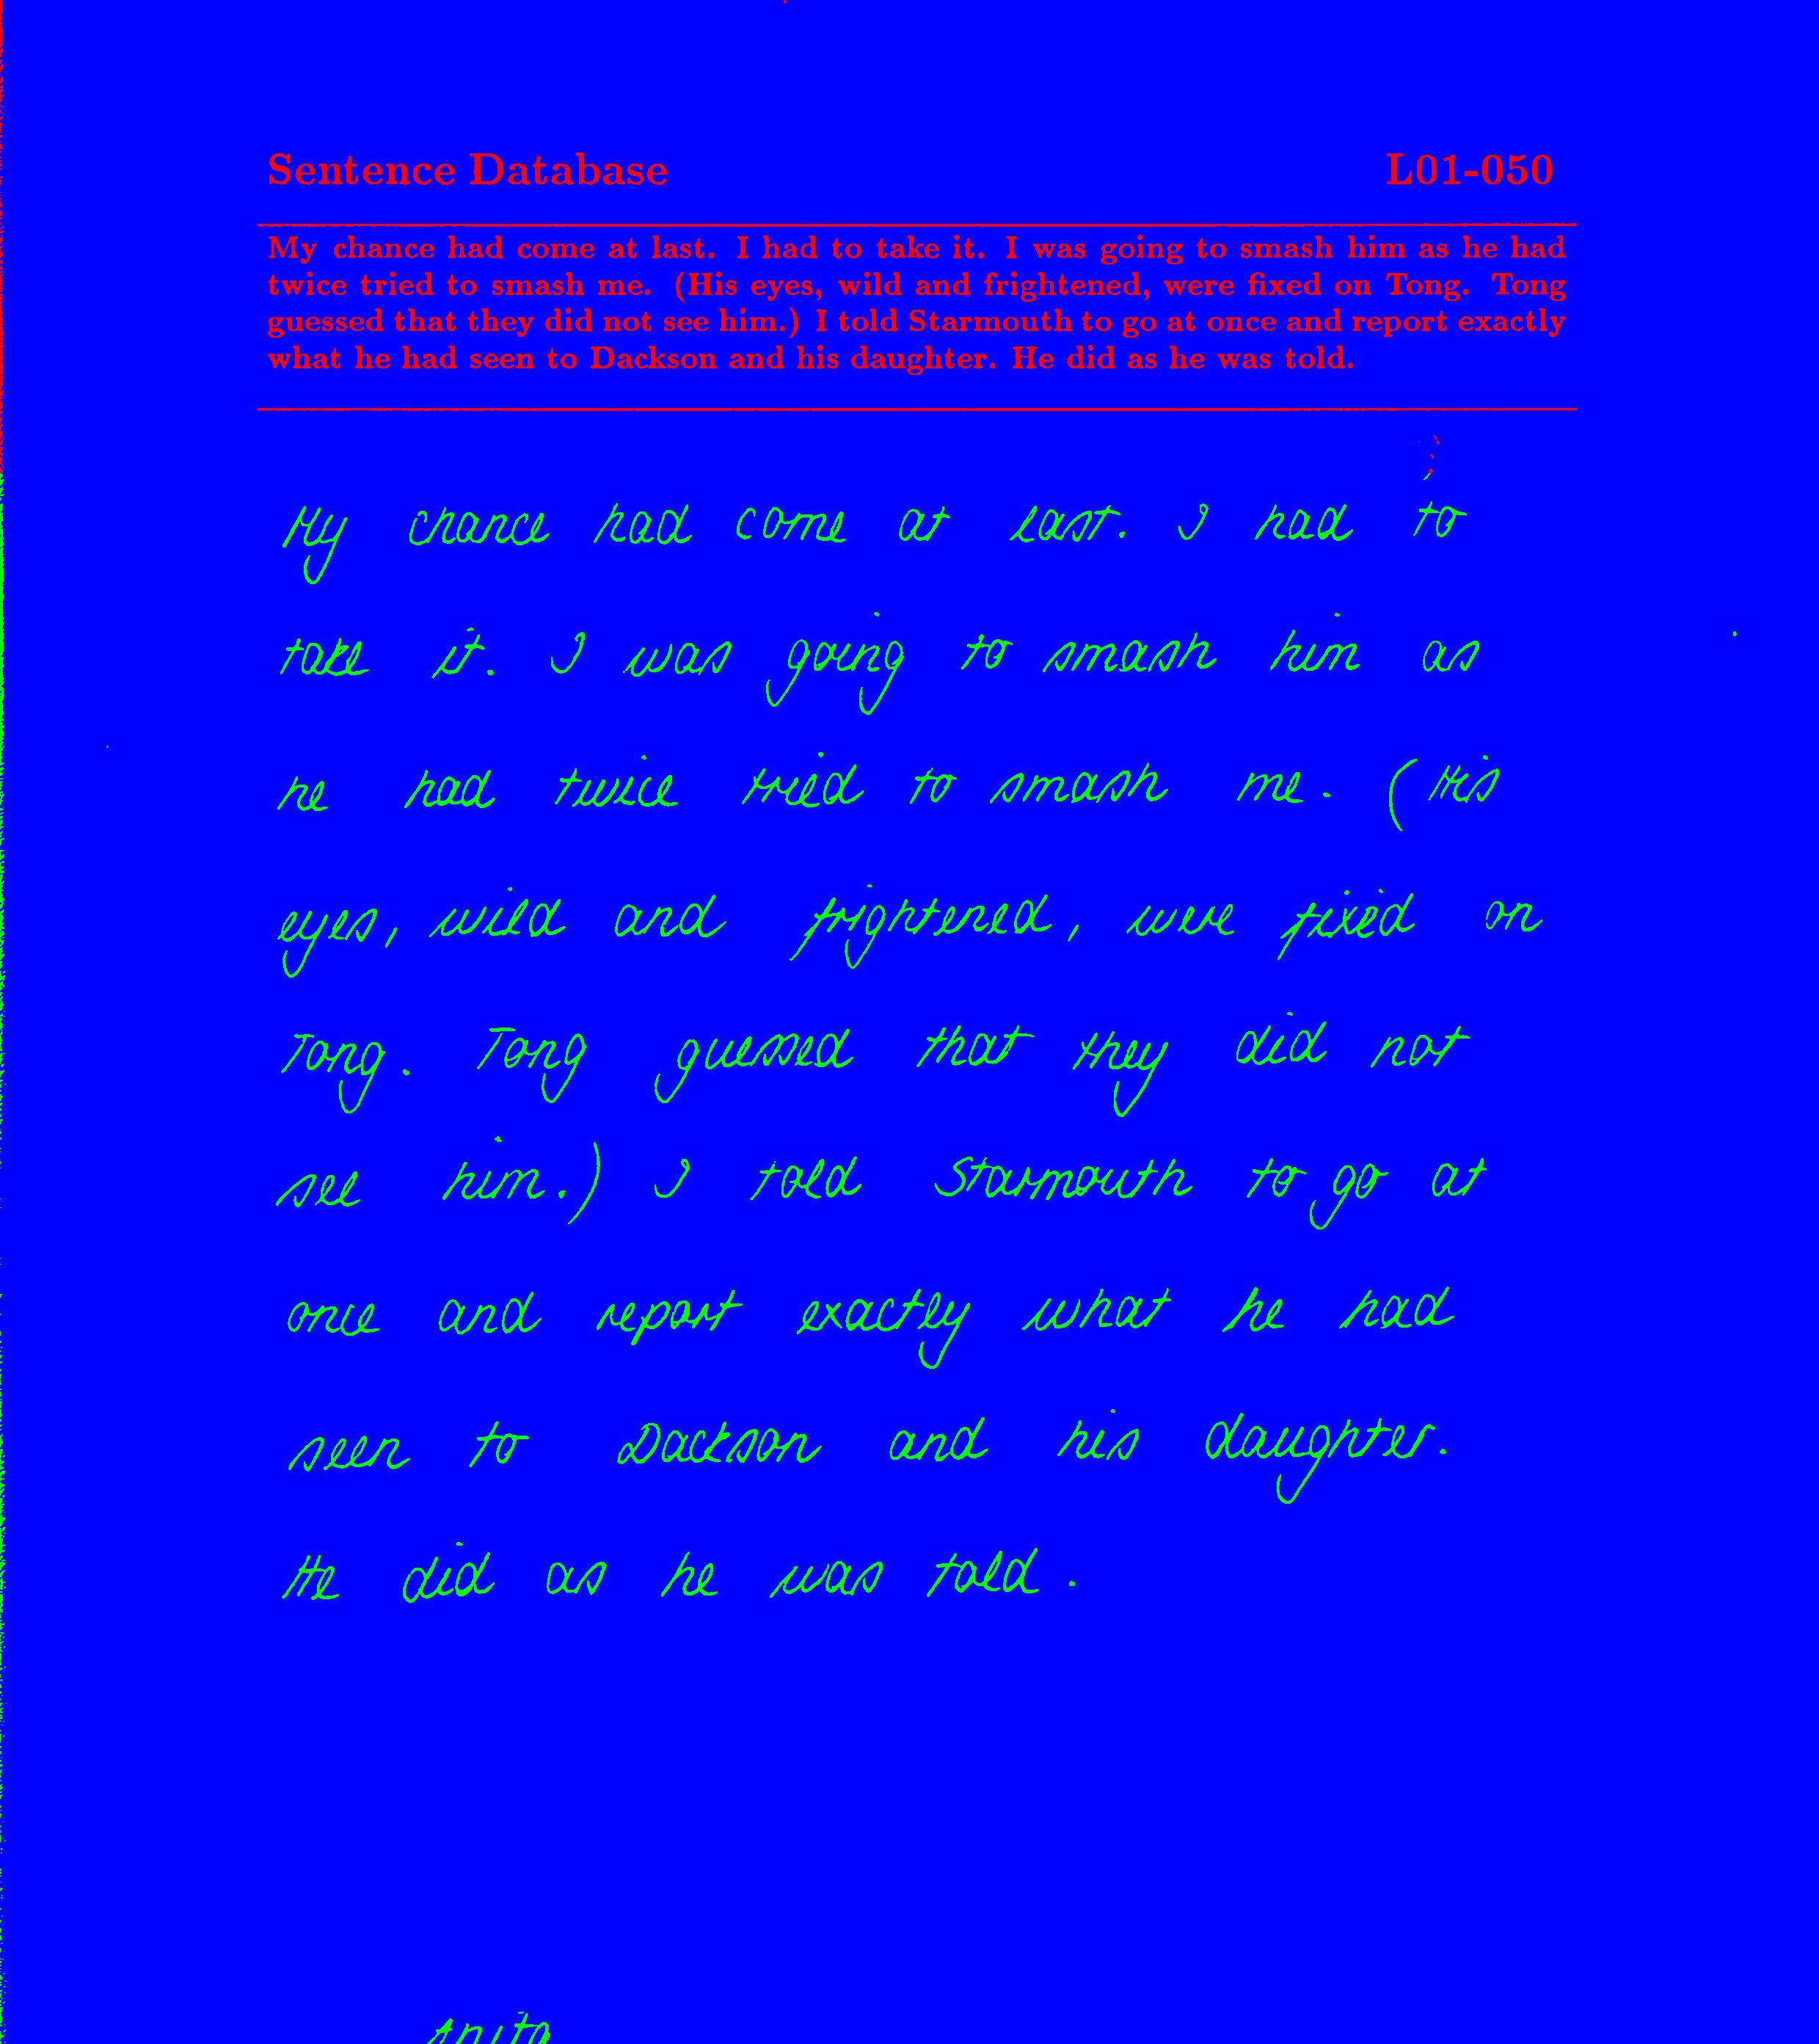 Sentence Database L01-050
My chance had come at last. I had to take it. I was going to smash him as he had
twice tried to smash me. (His eyes, wild and frightened, were fixed on Tong. Tong
guessed that they did not see him.) I told Starmouth to go at once and report exactly
what he had seen to Dackson and his daughter. He did as he was told.
My chance had come at last. I had to
take it. I was going to smash him as
he had twice tried to smash me. (His
eyes, wild and frightened, were fixed on
Tong. Tong guessed that they did not
see him.) I told Starmouth to go at
once and report exactly what he had
seen to Dackson and his daughter.
He did as he was told.